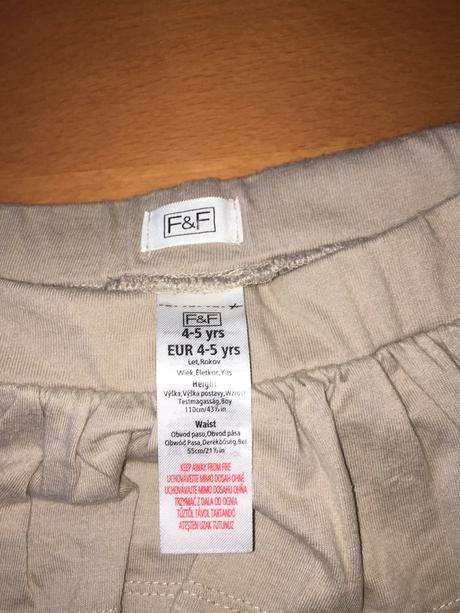 F&F
F&F
4-5 yrs
EUR 4-5 yrs
Let,Rokov
Wiek,Életkor,Yaş
Height
Výška,Výška postavy,Wzrost
Testmagasság,Boy
110cm/43¼in
Waist
Obvod pasu,Obvod pása
Obwód Pasa,Derekbőség,Bel
55cm/21½in
KEEP AWAY FROM FIRE
UCHOVÁVEJTE MIMO DOSAH OHNĚ
UCHOVÁVAJTE MIMO DOSAHU OHŇA
TRZYMAĆ Z DALA OD OGNIA
TŰZTŐL TÁVOL TARTANDÓ
ATEŞTEN UZAK TUTUNUZ